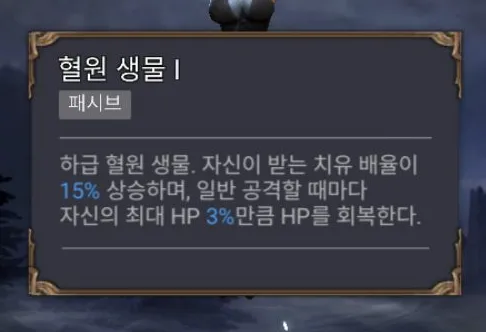 혈원 생물 I
패시브
하급 혈원 생물. 자신이 받는 치유 배율이
15% 상승하며, 일반 공격할 때마다
자신의 최대 HP 3%만큼 HP를 회복한다.